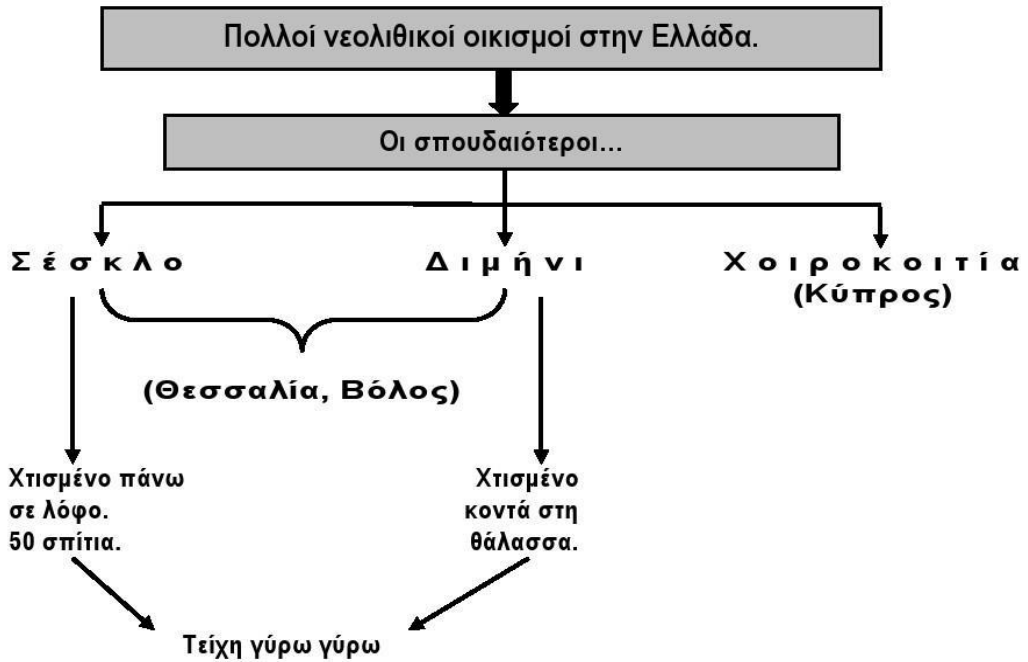 Πολλοί νεολιθικοί οικισμοί στην Ελλάδα.
Οι σπουδαιότεροι...
Σέσκλο
Διμήνι
Χοιροκοιτία
(Κύπρος)
(Θεσσαλία, Βόλος)
Χτισμένο πάνω
σε λόφο.
50 σπίτια.
Χτισμένο
κοντά στη
θάλασσα.
Τείχη γύρω γύρω